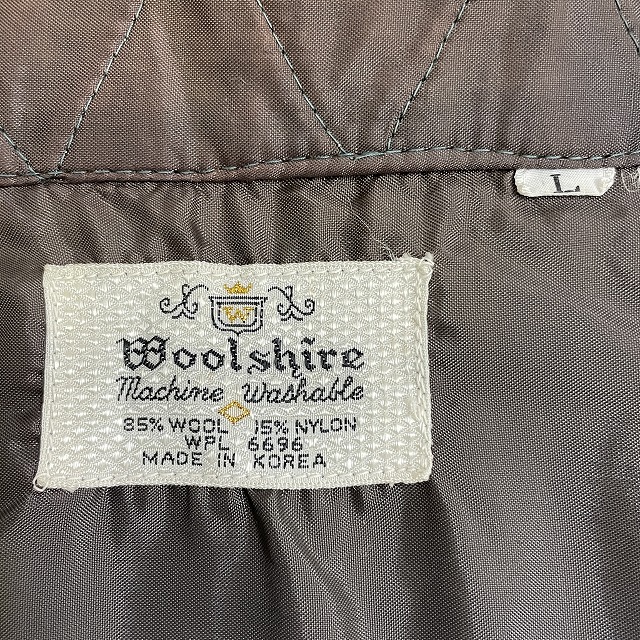 L
W
Woolshire
Machine Washable
85% WOOL 15% NYLON
WPL 6696
MADE IN KOREA